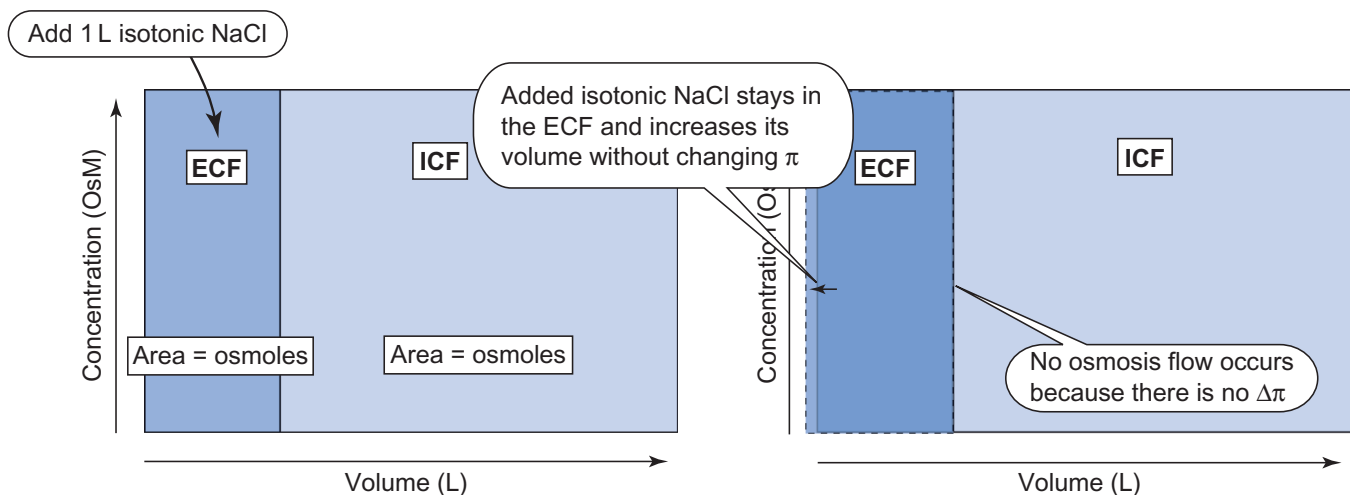 Add 1 L isotonic NaCl
Concentration (OsM)
ECF
ICF
Area = osmoles
Area = osmoles
Volume (L)
Added isotonic NaCl stays in
the ECF and increases its
volume without changing π
Concentration (Os
ECF
ICF
No osmosis flow occurs
because there is no Δπ
Volume (L)